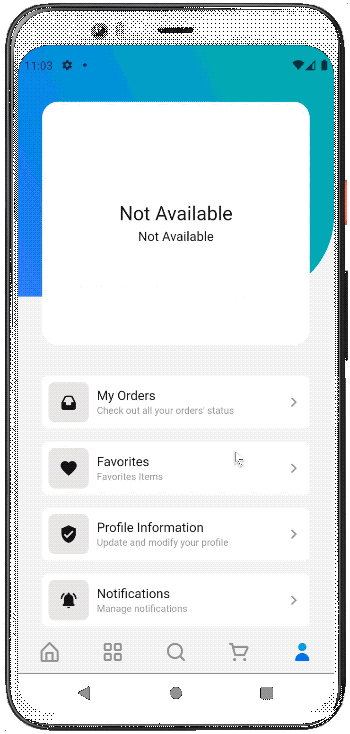 11:03
Not Available
Not Available
My Orders
Check out all your orders' status
Favorites
Favorites Items
Profile Information
Update and modify your profile
Notifications
Manage notifications